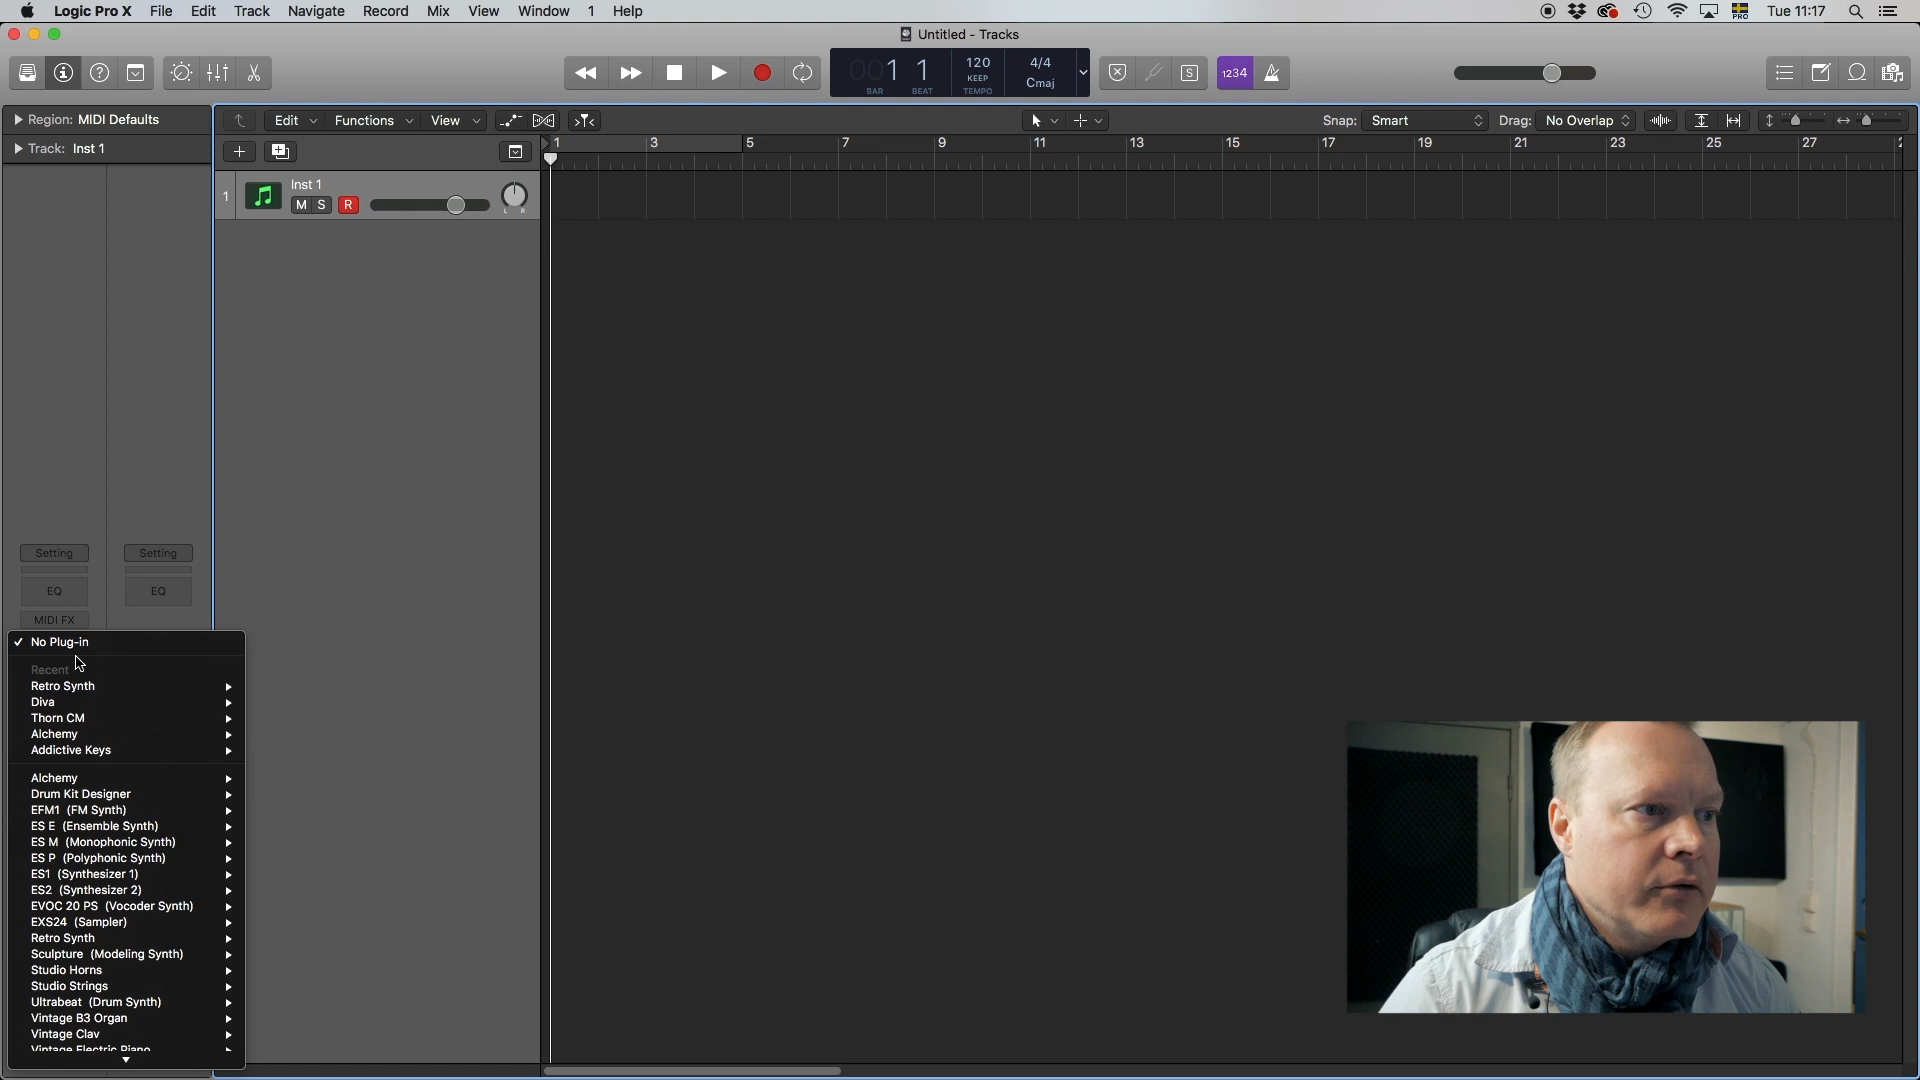 Logic Pro X File Edit Track Navigate Record Mix View Window 1 Help
PRO
Tue 11:17
Untitled - Tracks
001 1
BAR BEAT
120
KEEP
TEMPO
4/4
Cmaj
S
1234
Region: MIDI Defaults
Track: Inst 1
Edit Functions View
Snap: Smart
Drag: No Overlap
1 3 5 7 9 11 13 15 17 19 21 23 25 27
1
Inst 1
M S R
L R
Setting Setting
EQ EQ
MIDI FX
No Plug-in
Recent
Retro Synth
Diva
Thorn CM
Alchemy
Addictive Keys
Alchemy
Drum Kit Designer
EFM1 (FM Synth)
ES E (Ensemble Synth)
ES M (Monophonic Synth)
ES P (Polyphonic Synth)
ES1 (Synthesizer 1)
ES2 (Synthesizer 2)
EVOC 20 PS (Vocoder Synth)
EXS24 (Sampler)
Retro Synth
Sculpture (Modeling Synth)
Studio Horns
Studio Strings
Ultrabeat (Drum Synth)
Vintage B3 Organ
Vintage Clav
Vintage Electric Piano